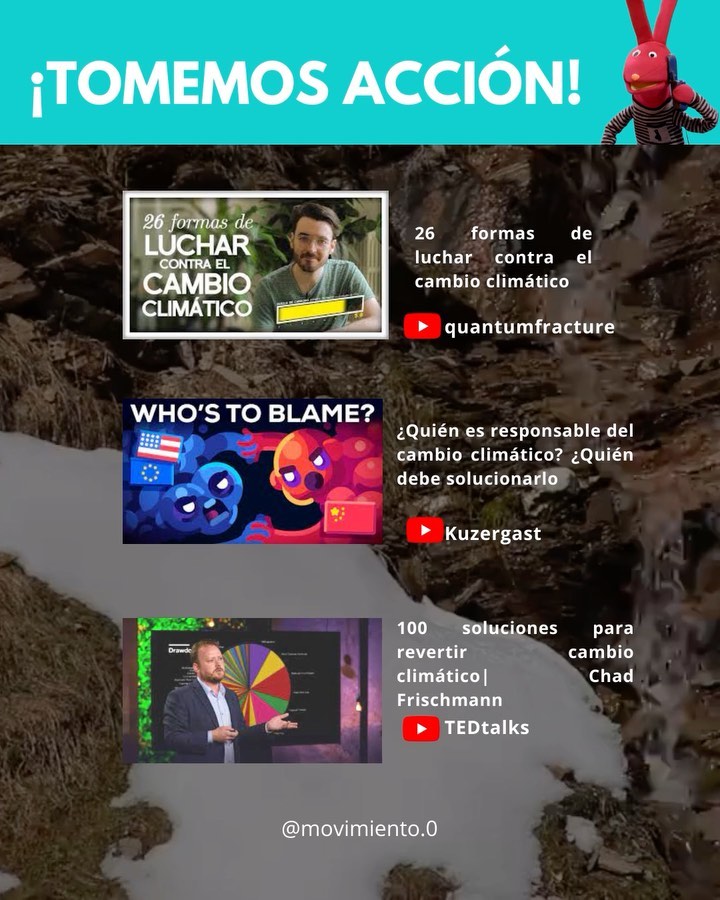 ¡TOMEMOS ACCIÓN!
26 formas de
LUCHAR
CONTRA EL
CAMBIO
CLIMÁTICO
26 formas de
luchar contra el
cambio climático
quantumfracture
WHO'S TO BLAME?
¿Quién es responsable del
cambio climático? ¿Quién
debe solucionarlo
Kuzergast
100 soluciones para
revertir cambio
climático| Chad
Frischmann
TEDtalks
@movimiento.0